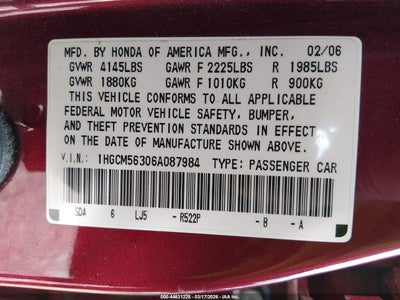 MFD. BY HONDA OF AMERICA MFG., INC. 02/06
GVWR 4145LBS GAWR F 2225LBS R 1985LBS
GVWR 1880KG GAWR F 1010KG R 900KG
THIS VEHICLE CONFORMS TO ALL APPLICABLE
FEDERAL MOTOR VEHICLE SAFETY, BUMPER,
AND THEFT PREVENTION STANDARDS IN EFFECT
ON THE DATE OF MANUFACTURE SHOWN ABOVE.
V.I.N: 1HGCM56306A087984 TYPE: PASSENGER CAR
SDA 6 LJ5 - R522P - B - A
000-44631228 - 03/17/2026 - IAA Inc.